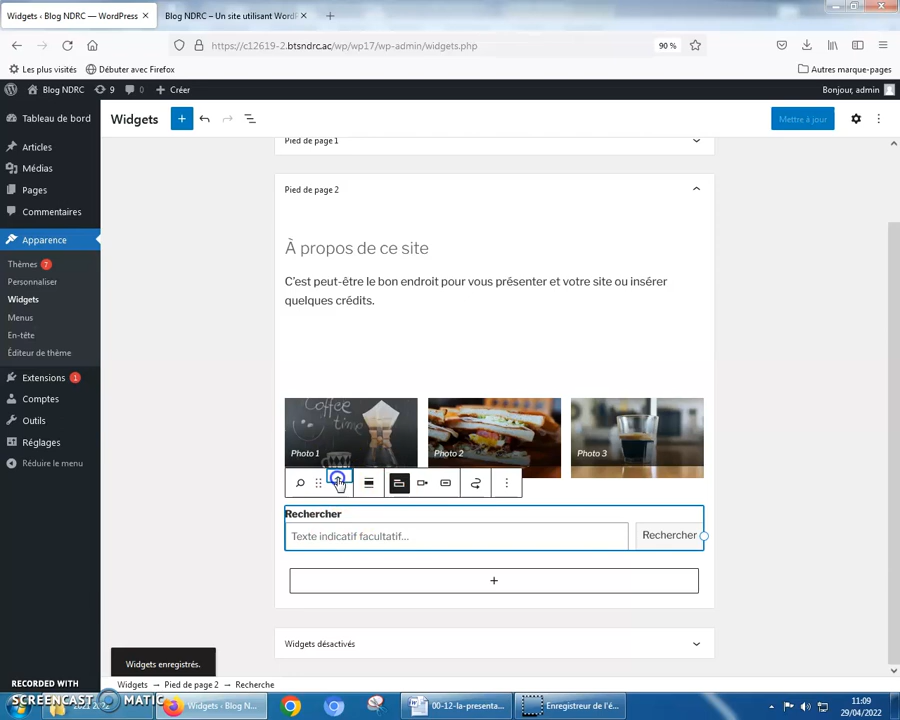 Widgets ‹ Blog NDRC — WordPress
Blog NDRC – Un site utilisant WordP
https://c12619-2.btsndrc.ac/wp/wp17/wp-admin/widgets.php
90 %
Les plus visités
Débuter avec Firefox
Autres marque-pages
Blog NDRC
9
Créer
Bonjour, admin
Tableau de bord
Widgets
Mettre à jour
Articles
Médias
Pages
Commentaires
Apparence
Thèmes 7
Personnaliser
Widgets
Menus
En-tête
Éditeur de thème
Extensions 1
Comptes
Outils
Réglages
Réduire le menu
Pied de page 1
Pied de page 2
À propos de ce site
C’est peut-être le bon endroit pour vous présenter et votre site ou insérer
quelques crédits.
Coffee
time
Photo 1
Photo 2
Photo 3
Rechercher
Texte indicatif facultatif…
Rechercher
Widgets désactivés
Widgets enregistrés.
Widgets → Pied de page 2 → Recherche
RECORDED WITH
SCREENCAST MATIC
Widgets ‹ Blog N...
00-12-la-presenta...
Enregistreur de l'é...
11:09
29/04/2022